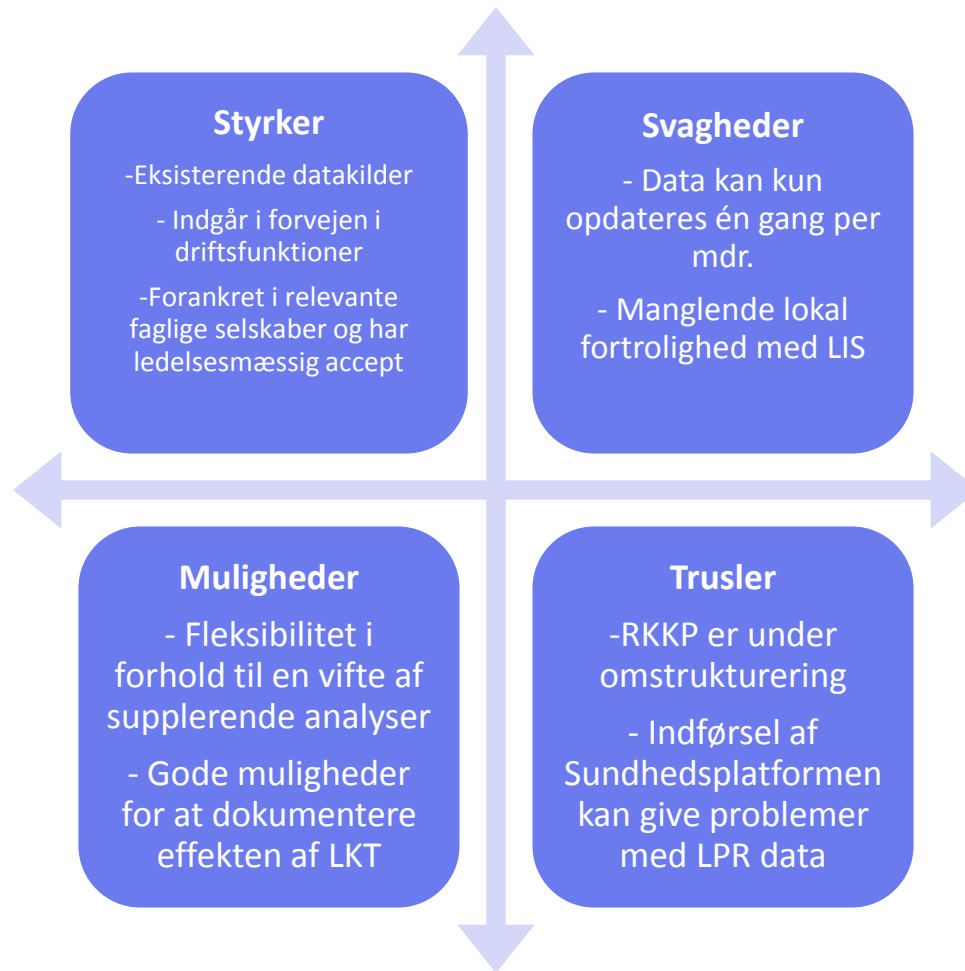 Styrker
-Eksisterende datakilder
- Indgår i forvejen i
driftsfunktioner
-Forankret i relevante
faglige selskaber og har
ledelsesmæssig accept
Svagheder
- Data kan kun
opdateres én gang per
mdr.
- Manglende lokal
fortrolighed med LIS
Muligheder
- Fleksibilitet i
forhold til en vifte af
supplerende analyser
- Gode muligheder
for at dokumentere
effekten af LKT
Trusler
-RKKP er under
omstrukturering
- Indførsel af
Sundhedsplatformen
kan give problemer
med LPR data